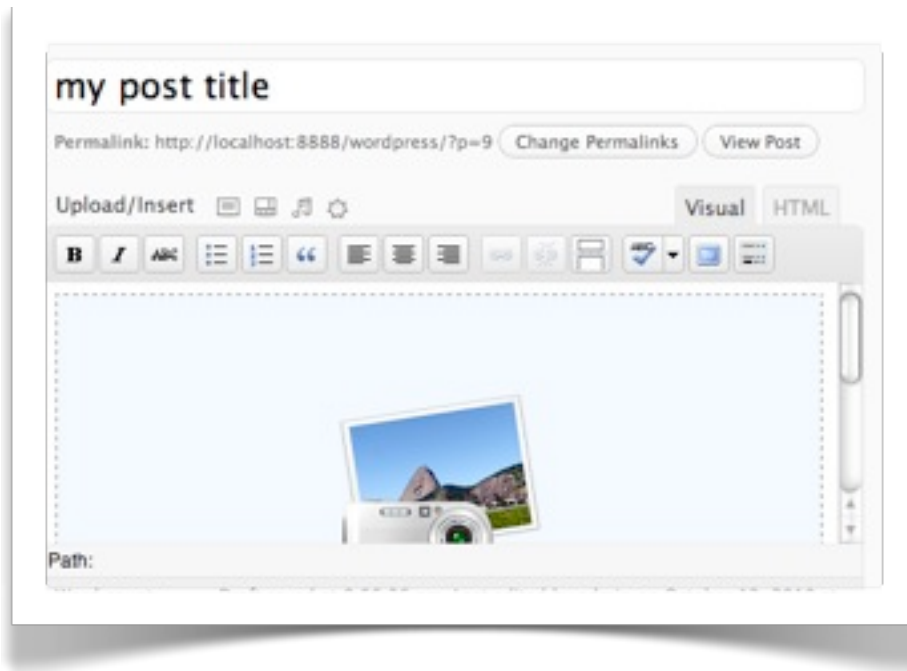 my post title
Permalink: http://localhost:8888/wordpress/?p=9 Change Permalinks View Post
Upload/Insert Visual HTML
B I ABC
ABC
Path: